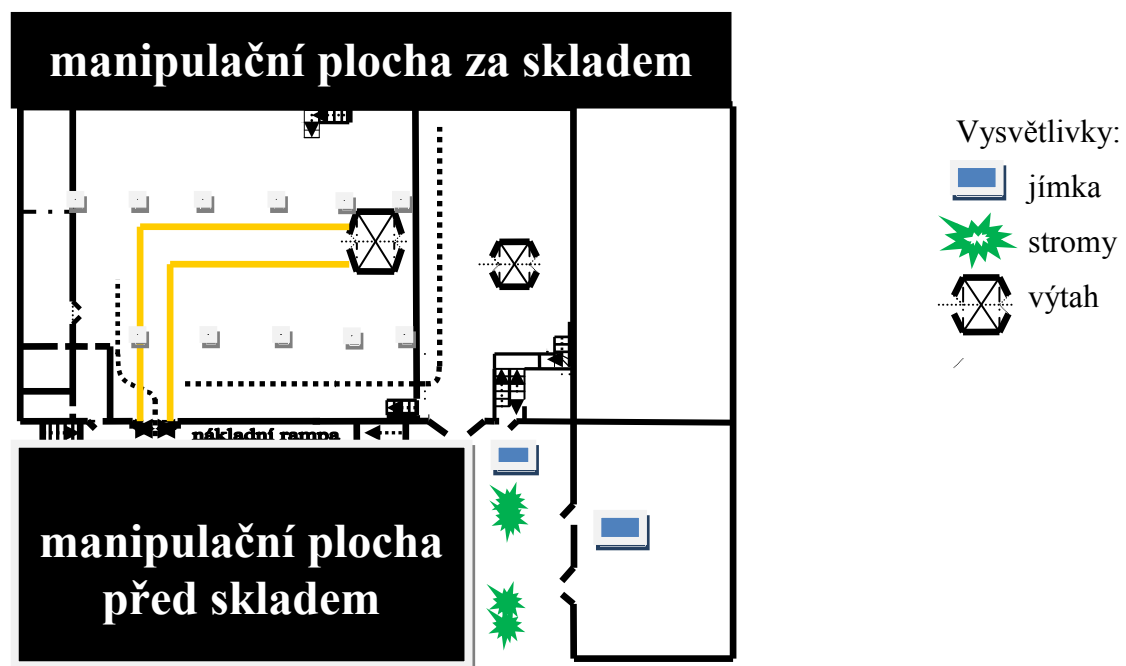 manipulační plocha za skladem
Vysvětlivky:
jímka
stromy
výtah
nákladní rampa
manipulační plocha
před skladem